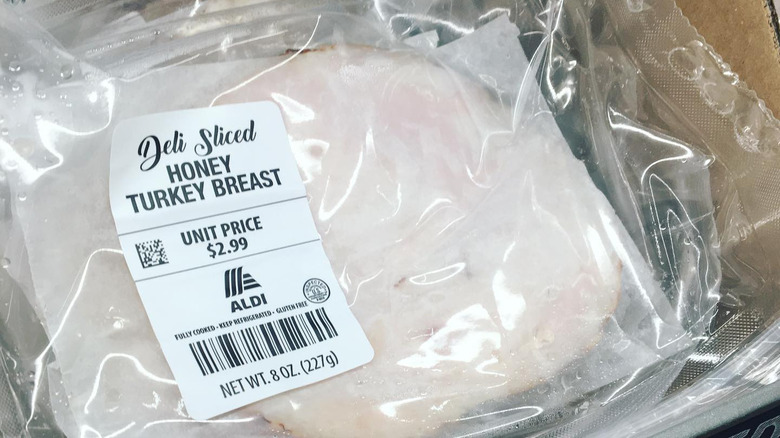 Deli Sliced
HONEY
TURKEY BREAST
UNIT PRICE
$2.99
ALDI
FULLY COOKED • KEEP REFRIGERATED • GLUTEN FREE
NET WT. 8 OZ. (227g)